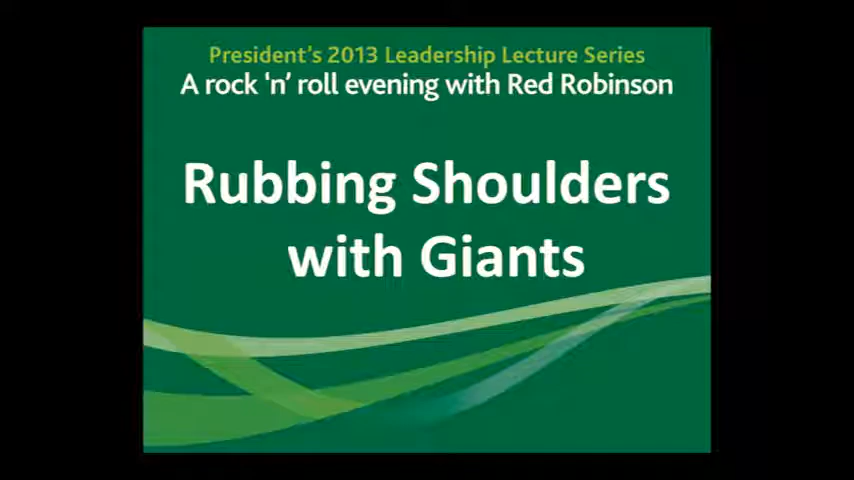 President's 2013 Leadership Lecture Series
A rock 'n' roll evening with Red Robinson
Rubbing Shoulders
with Giants